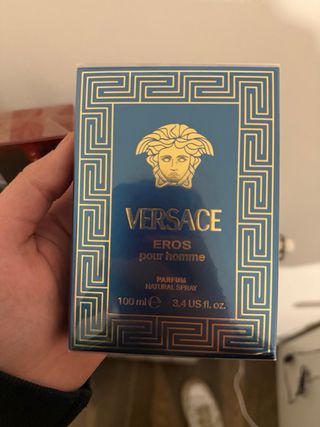 VERSACE
EROS
pour homme
PARFUM
NATURAL SPRAY
100 ml ℮ 3,4 US fl. oz.